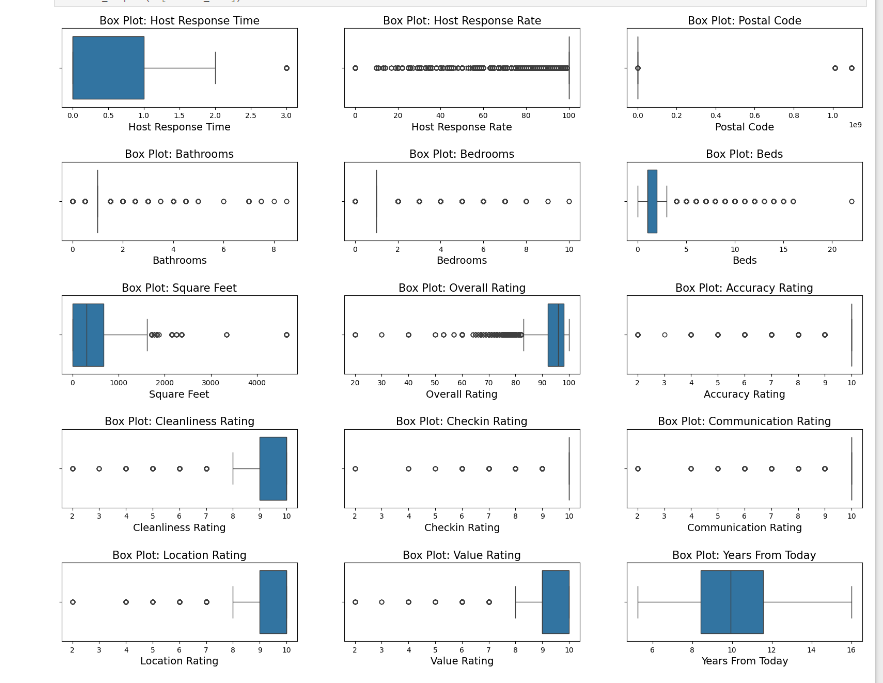 Box Plot: Host Response Time
Box Plot: Host Response Rate
Box Plot: Postal Code
0.0 0.5 1.0 1.5 2.0 2.5 3.0
0 20 40 60 80 100
0.0 0.2 0.4 0.6 0.8 1.0
1e9
Host Response Time
Host Response Rate
Postal Code
Box Plot: Bathrooms
Box Plot: Bedrooms
Box Plot: Beds
0 2 4 6 8
0 2 4 6 8 10
0 5 10 15 20
Bathrooms
Bedrooms
Beds
Box Plot: Square Feet
Box Plot: Overall Rating
Box Plot: Accuracy Rating
0 1000 2000 3000 4000
20 30 40 50 60 70 80 90 100
2 3 4 5 6 7 8 9 10
Square Feet
Overall Rating
Accuracy Rating
Box Plot: Cleanliness Rating
Box Plot: Checkin Rating
Box Plot: Communication Rating
2 3 4 5 6 7 8 9 10
2 3 4 5 6 7 8 9 10
2 3 4 5 6 7 8 9 10
Cleanliness Rating
Checkin Rating
Communication Rating
Box Plot: Location Rating
Box Plot: Value Rating
Box Plot: Years From Today
2 3 4 5 6 7 8 9 10
2 3 4 5 6 7 8 9 10
6 8 10 12 14 16
Location Rating
Value Rating
Years From Today